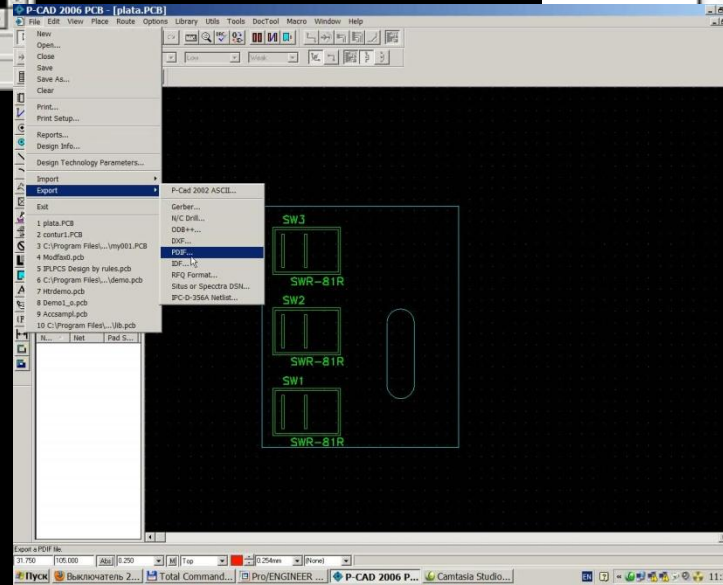 P-CAD 2006 PCB - [plata.PCB]
File Edit View Place Route Options Library Utils Tools DocTool Macro Window Help
New
Open...
Close
Save
Save As...
Clear
Print...
Print Setup...
Reports...
Design Info...
Design Technology Parameters...
Import
Export
Exit
1 plata.PCB
2 contur1.PCB
3 C:\Program Files\...\my001.PCB
4 Modfax0.pcb
5 IPLPCS Design by rules.pcb
6 C:\Program Files\...\demo.pcb
7 Htrdemo.pcb
8 Demo1_o.pcb
9 Accsampl.pcb
10 C:\Program Files\...\lib.pcb
P-Cad 2002 ASCII...
Gerber...
N/C Drill...
ODB++...
DXF...
PDIF...
IDF...
RFQ Format...
Situs or Specctra DSN...
IPC-D-356A Netlist...
Low
Weak
N... Net Pad S...
SW3
SWR-81R
SW2
SWR-81R
SW1
SWR-81R
Export a PDIF file.
31.750 105.000 Abs 0.250 M Top 0.254mm (None)
Пуск Выключатель 2... Total Command... Pro/ENGINEER ... P-CAD 2006 P... Camtasia Studio... EN 11: